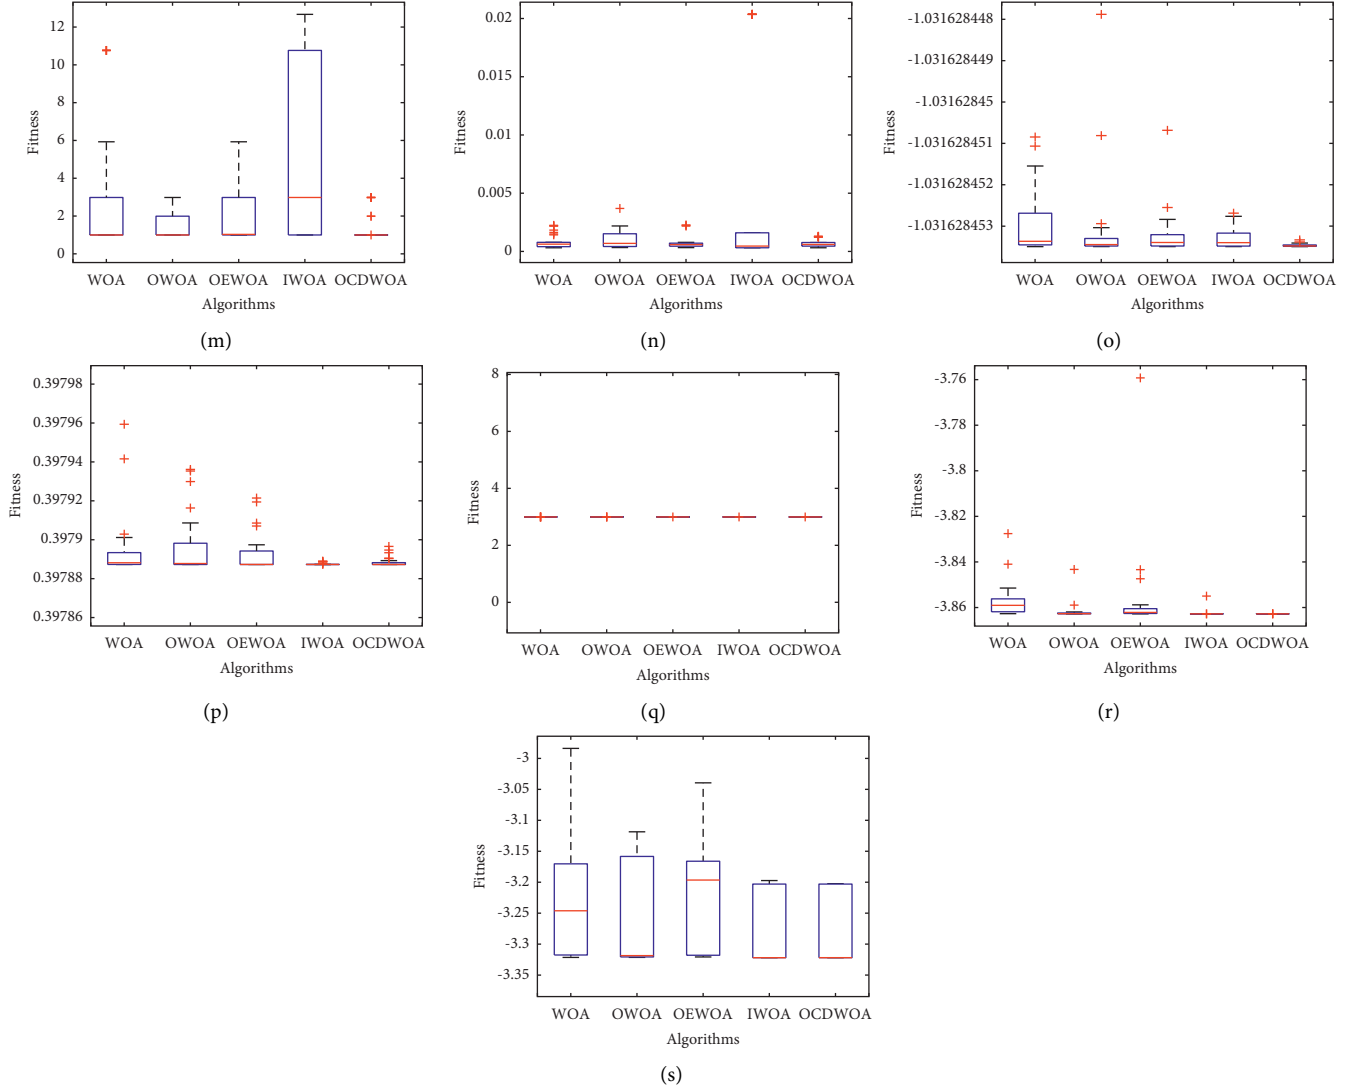 12
10
8
6
4
2
0
Fitness
WOA OWOA OEWOA IWOA OCDWOA
Algorithms
(m)
0.02
0.015
0.01
0.005
0
Fitness
WOA OWOA OEWOA IWOA OCDWOA
Algorithms
(n)
-1.031628448
-1.031628449
-1.03162845
-1.031628451
-1.031628452
-1.031628453
Fitness
WOA OWOA OEWOA IWOA OCDWOA
Algorithms
(o)
0.39798
0.39796
0.39794
0.39792
0.3979
0.39788
0.39786
Fitness
WOA OWOA OEWOA IWOA OCDWOA
Algorithms
(p)
8
6
4
2
0
Fitness
WOA OWOA OEWOA IWOA OCDWOA
Algorithms
(q)
-3.76
-3.78
-3.8
-3.82
-3.84
-3.86
Fitness
WOA OWOA OEWOA IWOA OCDWOA
Algorithms
(r)
-3
-3.05
-3.1
-3.15
-3.2
-3.25
-3.3
-3.35
Fitness
WOA OWOA OEWOA IWOA OCDWOA
Algorithms
(s)